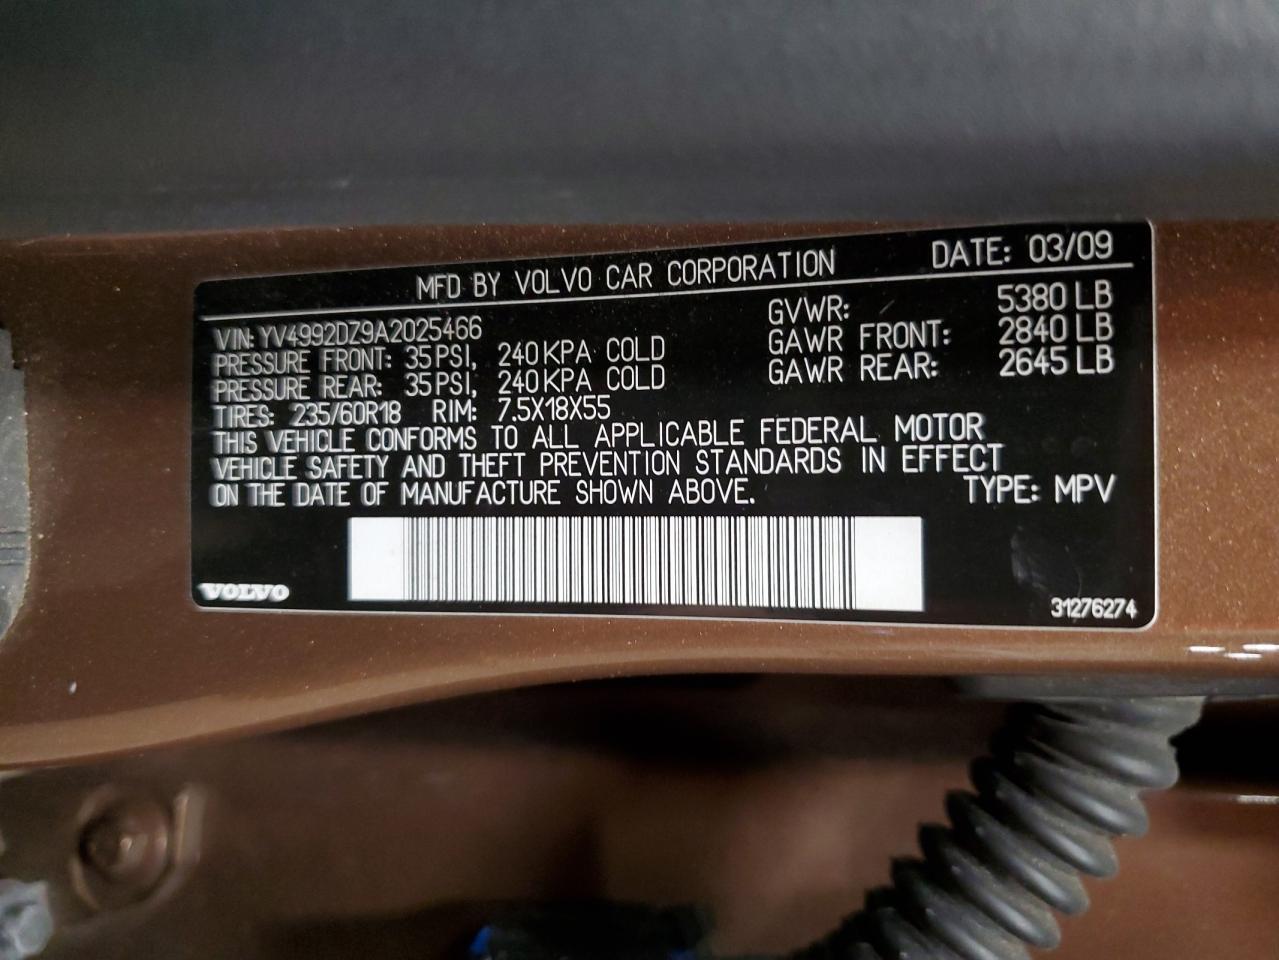 MFD BY VOLVO CAR CORPORATION DATE: 03/09
VIN: YV4992DZ9A2025466 GVWR: 5380 LB
PRESSURE FRONT: 35 PSI, 240 KPA COLD GAWR FRONT: 2840 LB
PRESSURE REAR: 35 PSI, 240 KPA COLD GAWR REAR: 2645 LB
TIRES: 235/60R18 RIM: 7.5X18X55
THIS VEHICLE CONFORMS TO ALL APPLICABLE FEDERAL MOTOR
VEHICLE SAFETY AND THEFT PREVENTION STANDARDS IN EFFECT
ON THE DATE OF MANUFACTURE SHOWN ABOVE. TYPE: MPV
VOLVO
31276274